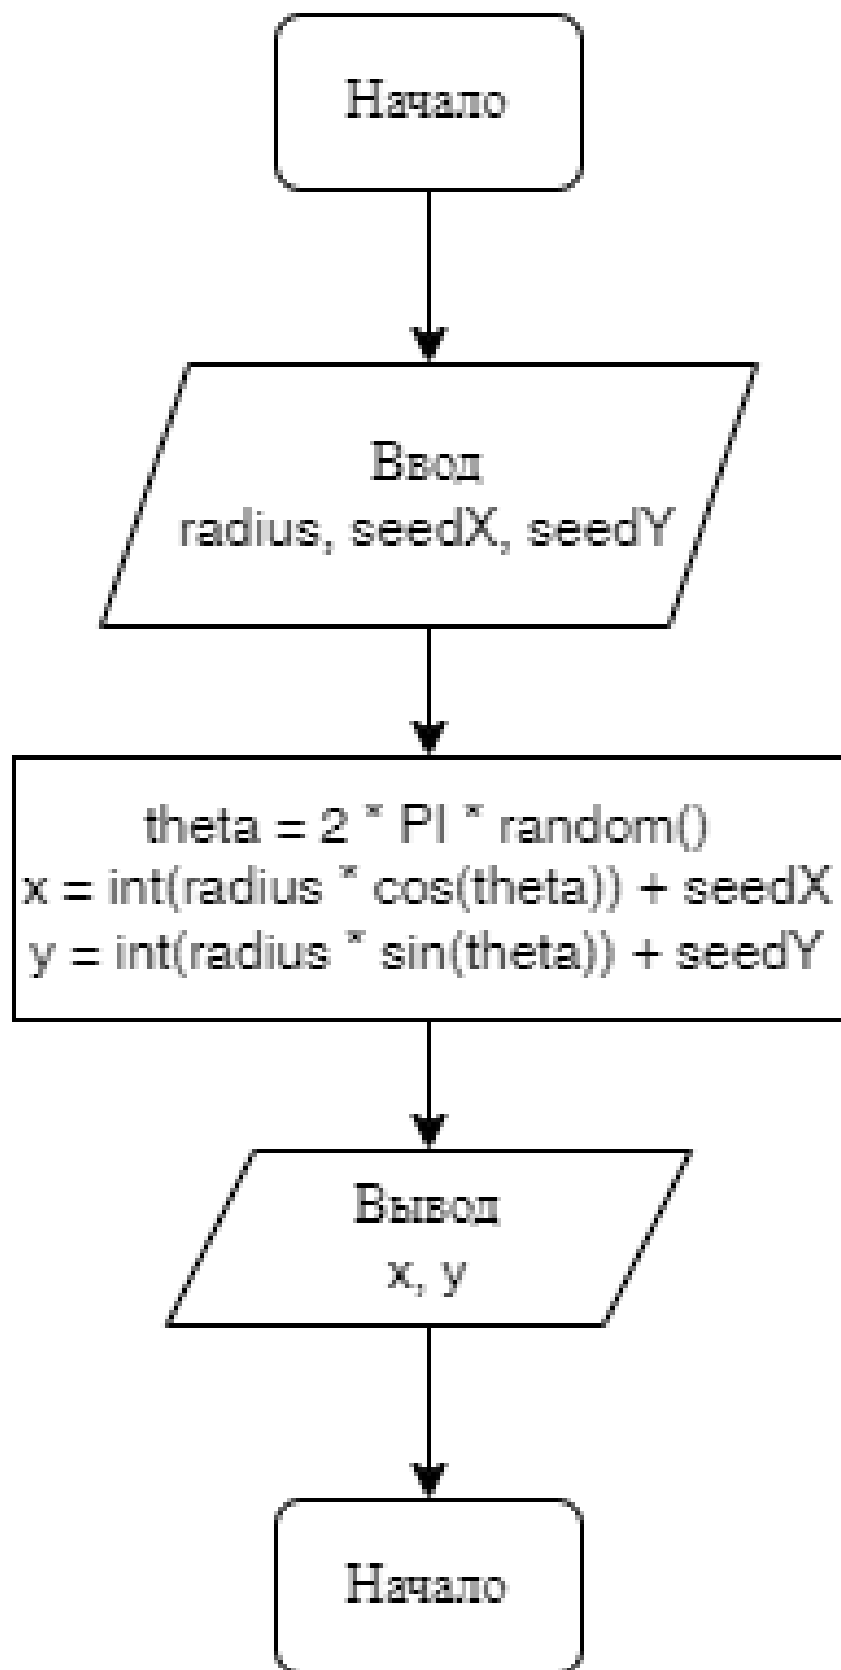 Начало
Ввод
radius, seedX, seedY
theta = 2 * PI * random()
x = int(radius * cos(theta)) + seedX
y = int(radius * sin(theta)) + seedY
Вывод
x, y
Начало